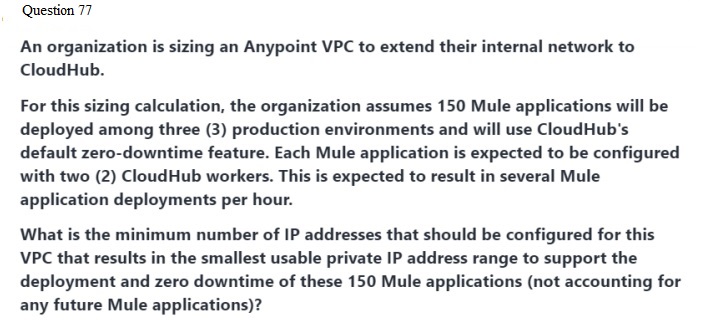 Question 77
An organization is sizing an Anypoint VPC to extend their internal network to
CloudHub.
For this sizing calculation, the organization assumes 150 Mule applications will be
deployed among three (3) production environments and will use CloudHub's
default zero-downtime feature. Each Mule application is expected to be configured
with two (2) CloudHub workers. This is expected to result in several Mule
application deployments per hour.
What is the minimum number of IP addresses that should be configured for this
VPC that results in the smallest usable private IP address range to support the
deployment and zero downtime of these 150 Mule applications (not accounting for
any future Mule applications)?